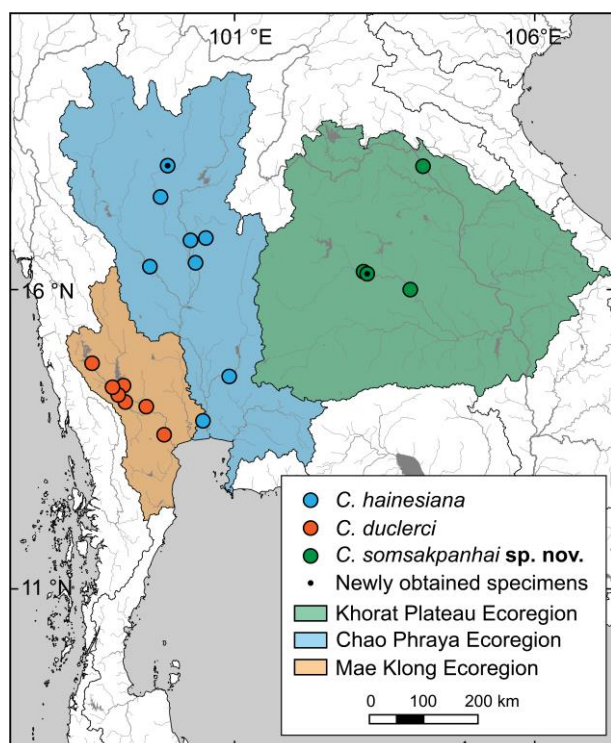 101 °E 106 °E
16 °N
11 °N
C. hainesiana
C. duclerci
C. somsakpanhai sp. nov.
Newly obtained specimens
Khorat Plateau Ecoregion
Chao Phraya Ecoregion
Mae Klong Ecoregion
0 100 200 km